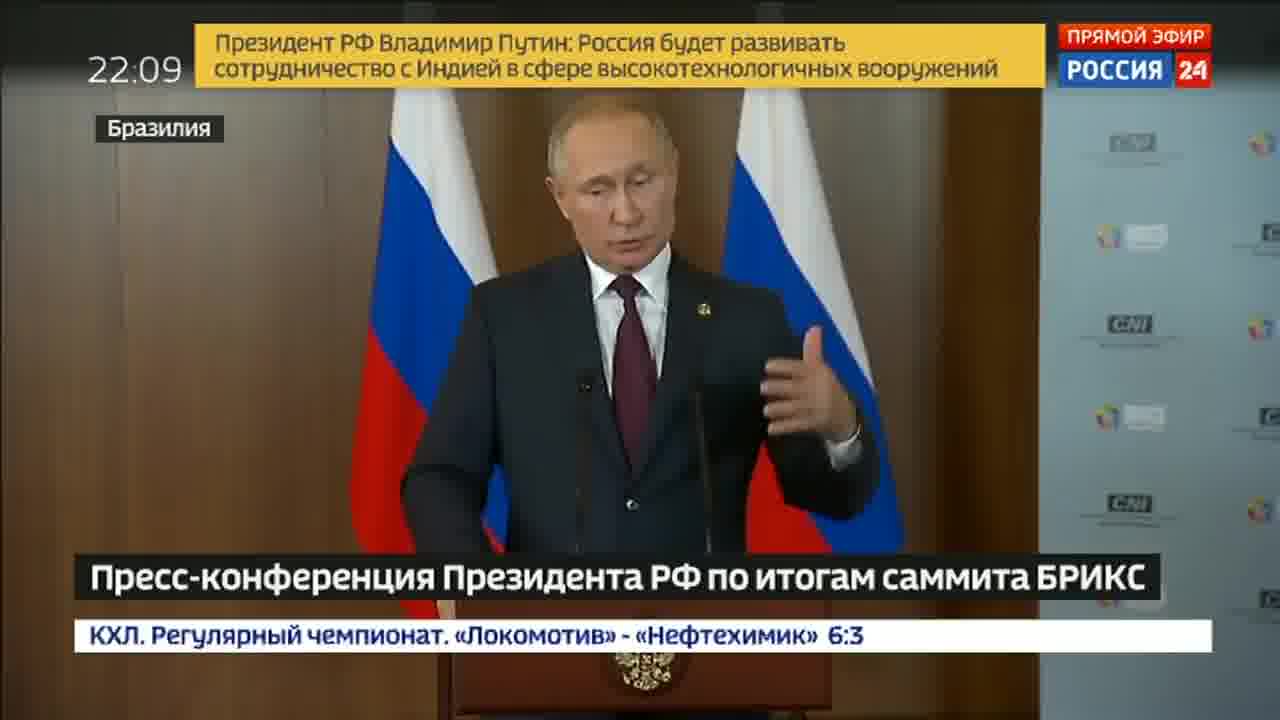 22:09
Президент РФ Владимир Путин: Россия будет развивать
сотрудничество с Индией в сфере высокотехнологичных вооружений
ПРЯМОЙ ЭФИР
РОССИЯ 24
Бразилия
CNI
CNI
CNI
Пресс-конференция Президента РФ по итогам саммита БРИКС
КХЛ. Регулярный чемпионат. «Локомотив» - «Нефтехимик» 6:3